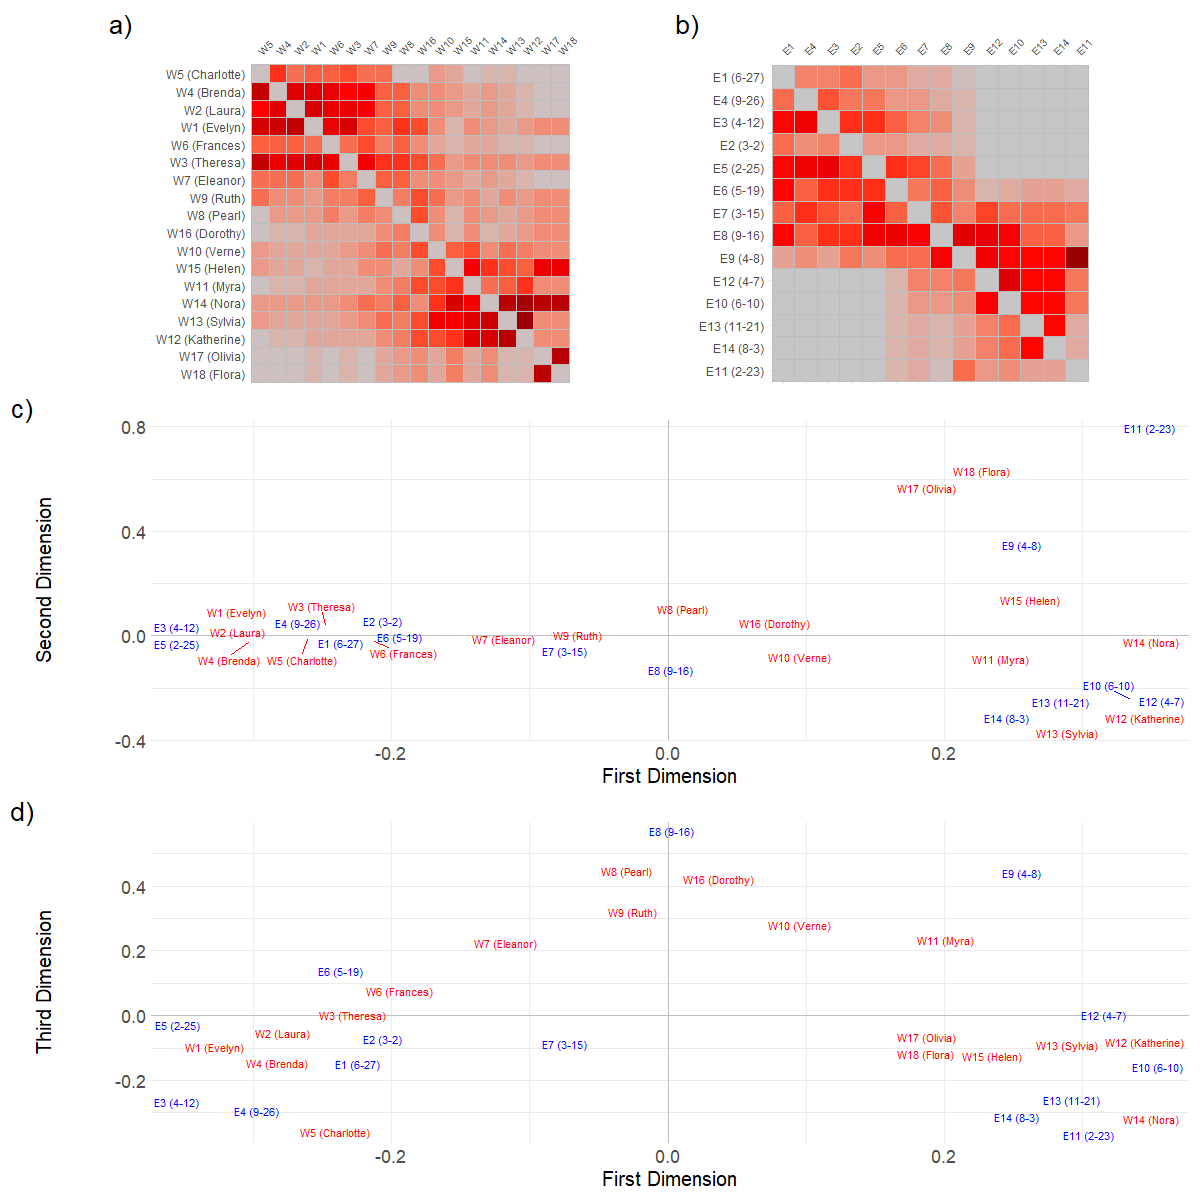 a)
W5 W4 W2 W1 W6 W3 W7 W9 W8 W16 W10 W15 W11 W14 W13 W12 W17 W18
W5 (Charlotte)
W4 (Brenda)
W2 (Laura)
W1 (Evelyn)
W6 (Frances)
W3 (Theresa)
W7 (Eleanor)
W9 (Ruth)
W8 (Pearl)
W16 (Dorothy)
W10 (Verne)
W15 (Helen)
W11 (Myra)
W14 (Nora)
W13 (Sylvia)
W12 (Katherine)
W17 (Olivia)
W18 (Flora)
b)
E1 E4 E3 E2 E5 E6 E7 E8 E9 E12 E10 E13 E14 E11
E1 (6-27)
E4 (9-26)
E3 (4-12)
E2 (3-2)
E5 (2-25)
E6 (5-19)
E7 (3-15)
E8 (9-16)
E9 (4-8)
E12 (4-7)
E10 (6-10)
E13 (11-21)
E14 (8-3)
E11 (2-23)
c)
Second Dimension
0.8
0.4
0.0
-0.4
E11 (2-23)
W18 (Flora)
W17 (Olivia)
E9 (4-8)
W15 (Helen)
W3 (Theresa)
W1 (Evelyn)
W8 (Pearl)
E3 (4-12)
E4 (9-26)
E2 (3-2)
W16 (Dorothy)
W2 (Laura)
E6 (5-19)
W7 (Eleanor)
W9 (Ruth)
E5 (2-25)
E1 (6-27)
W14 (Nora)
W4 (Brenda)
W5 (Charlotte)
W6 (Frances)
E7 (3-15)
W10 (Verne)
W11 (Myra)
E8 (9-16)
E10 (6-10)
E13 (11-21)
E12 (4-7)
E14 (8-3)
W12 (Katherine)
W13 (Sylvia)
-0.2 0.0 0.2
First Dimension
d)
Third Dimension
0.4
0.2
0.0
-0.2
E8 (9-16)
W8 (Pearl)
W16 (Dorothy)
E9 (4-8)
W9 (Ruth)
W10 (Verne)
W7 (Eleanor)
W11 (Myra)
E6 (5-19)
W6 (Frances)
W3 (Theresa)
E12 (4-7)
E5 (2-25)
W2 (Laura)
E2 (3-2)
W17 (Olivia)
W1 (Evelyn)
E7 (3-15)
W13 (Sylvia)
W12 (Katherine)
W4 (Brenda)
E1 (6-27)
W18 (Flora)
W15 (Helen)
E10 (6-10)
E3 (4-12)
E4 (9-26)
E13 (11-21)
E14 (8-3)
W14 (Nora)
W5 (Charlotte)
E11 (2-23)
-0.2 0.0 0.2
First Dimension